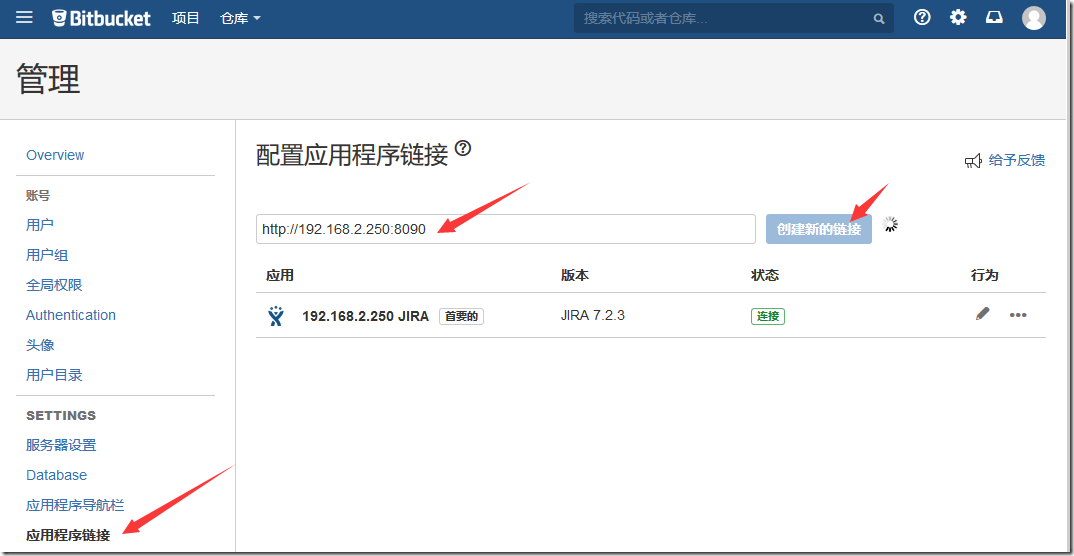 Bitbucket 项目 仓库 搜索代码或者仓库...
管理
Overview
账号
用户
用户组
全局权限
Authentication
头像
用户目录
SETTINGS
服务器设置
Database
应用程序导航栏
应用程序链接
配置应用程序链接
给予反馈
http://192.168.2.250:8090 创建新的链接
应用 版本 状态 行为
192.168.2.250 JIRA 首要的 JIRA 7.2.3 连接